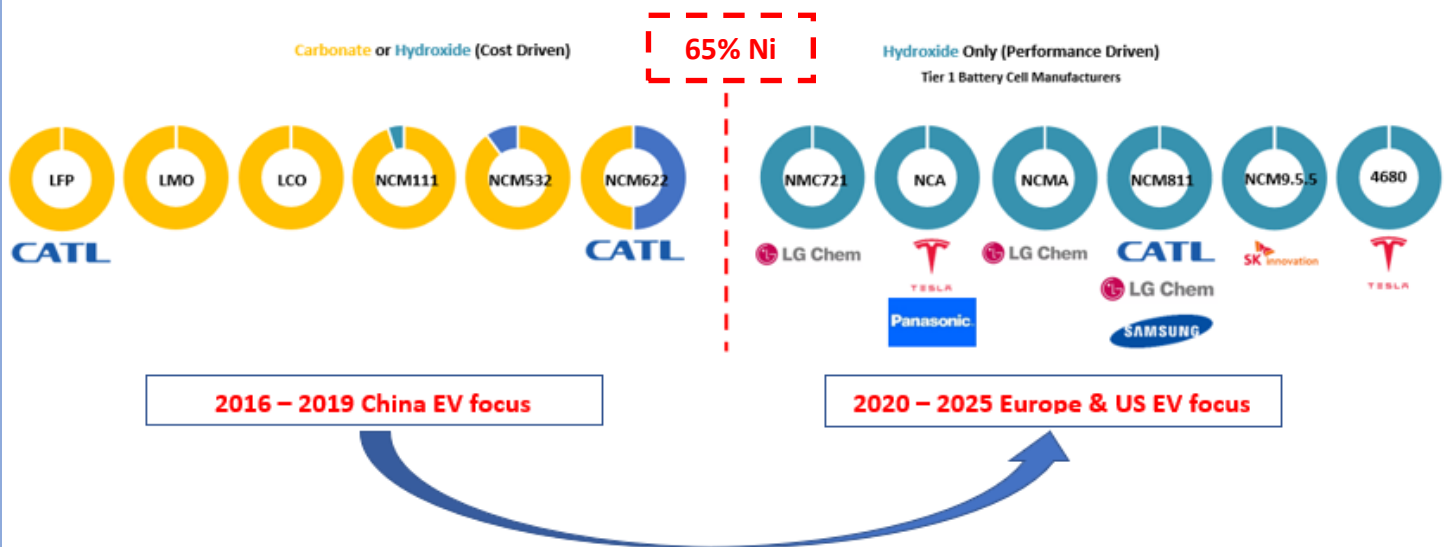 Carbonate or Hydroxide (Cost Driven)
65% Ni
Hydroxide Only (Performance Driven)
Tier 1 Battery Cell Manufacturers
LFP
LMO
LCO
NCM111
NCM532
NCM622
NMC721
NCA
NCMA
NCM811
NCM9.5.5
4680
CATL
CATL
LG Chem
TESLA
Panasonic
LG Chem
CATL
LG Chem
SAMSUNG
SK innovation
TESLA
2016 – 2019 China EV focus
2020 – 2025 Europe & US EV focus